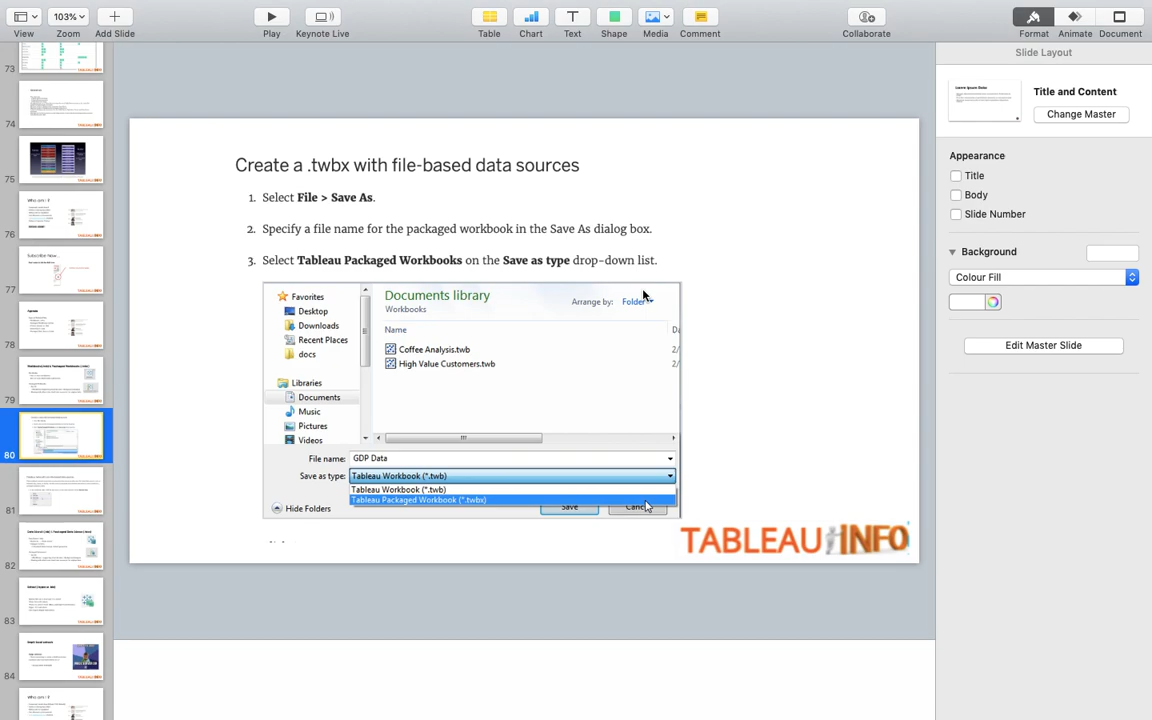 103%
View
Zoom
Add Slide
Play
Keynote Live
Table
Chart
Text
Shape
Media
Comment
Collaborate
Format
Animate
Document
Slide Layout
Title and Content
Change Master
Appearance
Title
Body
Slide Number
Background
Colour Fill
Edit Master Slide
73
74
75
76
77
78
79
80
81
82
83
84
Create a .twbx with file-based data sources
1. Select File > Save As.
2. Specify a file name for the packaged workbook in the Save As dialog box.
3. Select Tableau Packaged Workbooks on the Save as type drop-down list.
Favorites
Desktop
Downloads
Recent Places
docs
Libraries
Documents
Music
Pictures
Videos
Documents library
Workbooks
Arrange by: Folder
Name
Coffee Analysis.twb
2/
High Value Customers.twb
2/
File name: GDP Data
Save as type: Tableau Workbook (*.twb)
Tableau Workbook (*.twb)
Tableau Packaged Workbook (*.twbx)
Hide Folders
Save
TABLEAU INFO